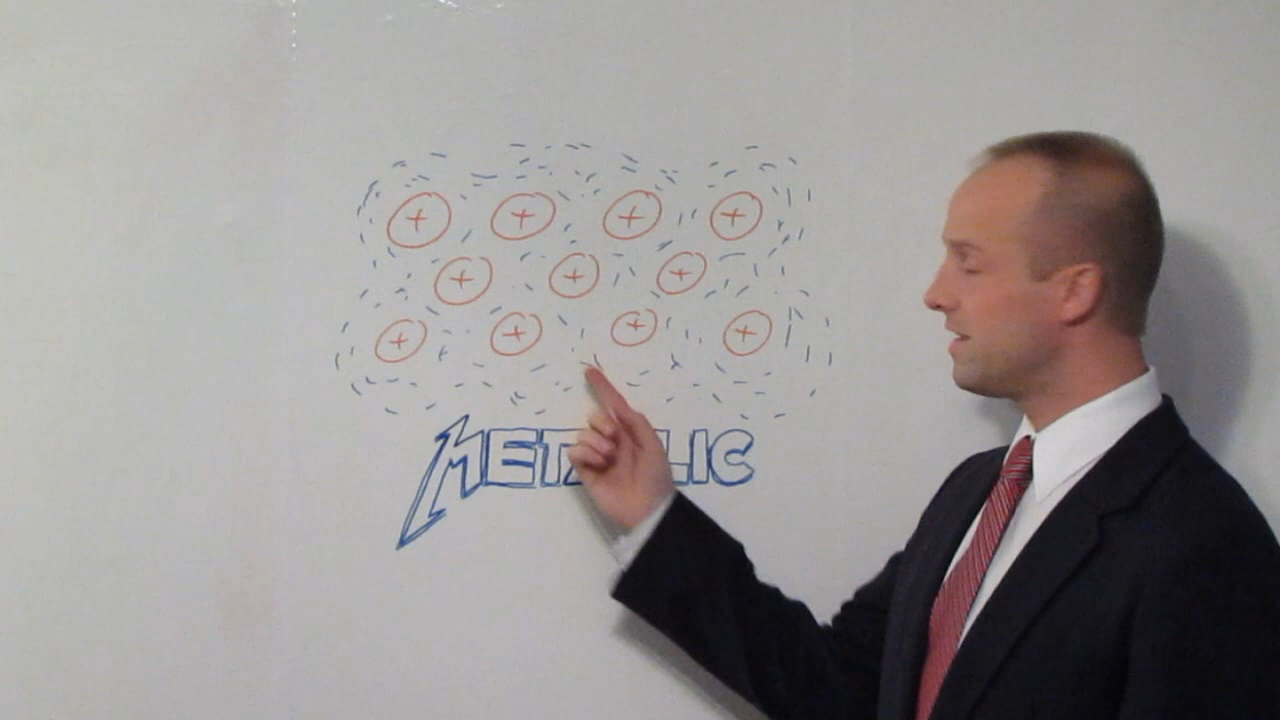 + + + +
+ + +
+ + + +
METALLIC